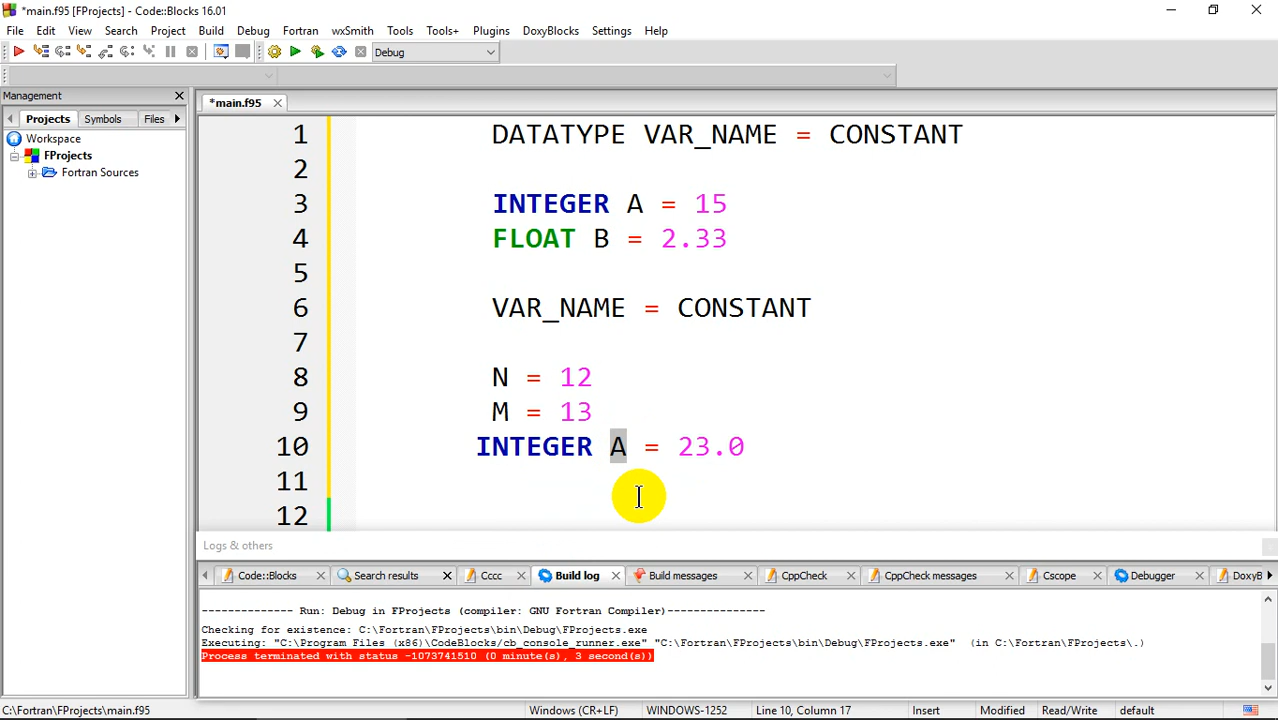 *main.f95 [FProjects] - Code::Blocks 16.01
File Edit View Search Project Build Debug Fortran wxSmith Tools Tools+ Plugins DoxyBlocks Settings Help
Debug
Management
*main.f95
Projects Symbols Files
Workspace
FProjects
Fortran Sources
1 DATATYPE VAR_NAME = CONSTANT
2
3 INTEGER A = 15
4 FLOAT B = 2.33
5
6 VAR_NAME = CONSTANT
7
8 N = 12
9 M = 13
10 INTEGER A = 23.0
11
12
Logs & others
Code::Blocks Search results Cccc Build log Build messages CppCheck CppCheck messages Cscope Debugger DoxyB
-------------- Run: Debug in FProjects (compiler: GNU Fortran Compiler)---------------
Checking for existence: C:\Fortran\FProjects\bin\Debug\FProjects.exe
Executing: "C:\Program Files (x86)\CodeBlocks/cb_console_runner.exe" "C:\Fortran\FProjects\bin\Debug\FProjects.exe" (in C:\Fortran\FProjects\.)
Process terminated with status -1073741510 (0 minute(s), 3 second(s))
C:\Fortran\FProjects\main.f95 Windows (CR+LF) WINDOWS-1252 Line 10, Column 17 Insert Modified Read/Write default